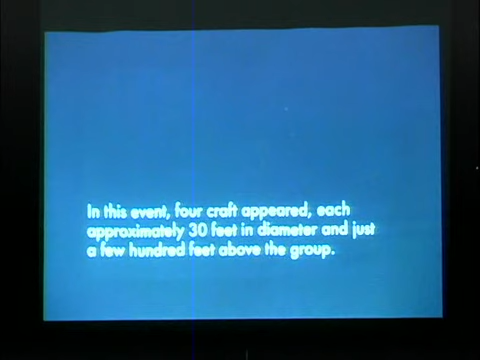 In this event, four craft appeared, each
approximately 30 feet in diameter and just
a few hundred feet above the group.